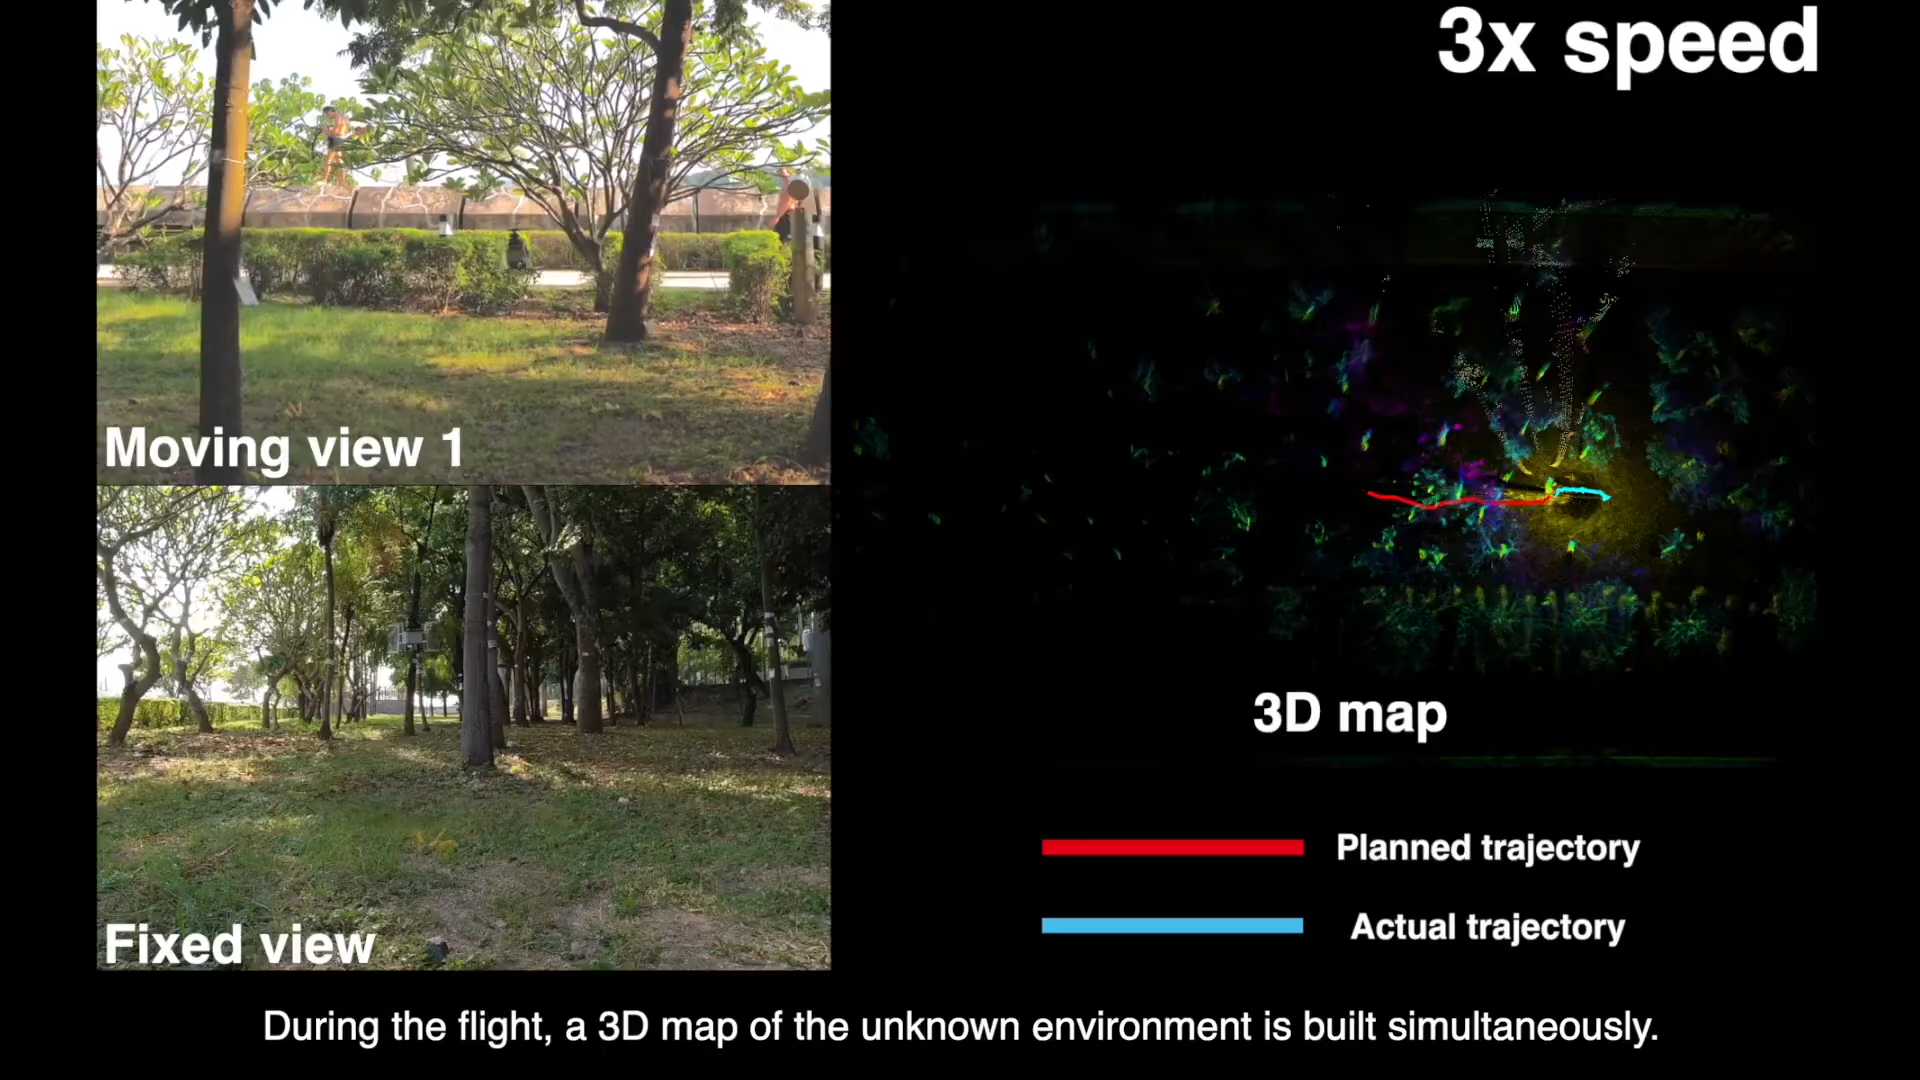 3x speed
Moving view 1
Fixed view
3D map
Planned trajectory
Actual trajectory
During the flight, a 3D map of the unknown environment is built simultaneously.